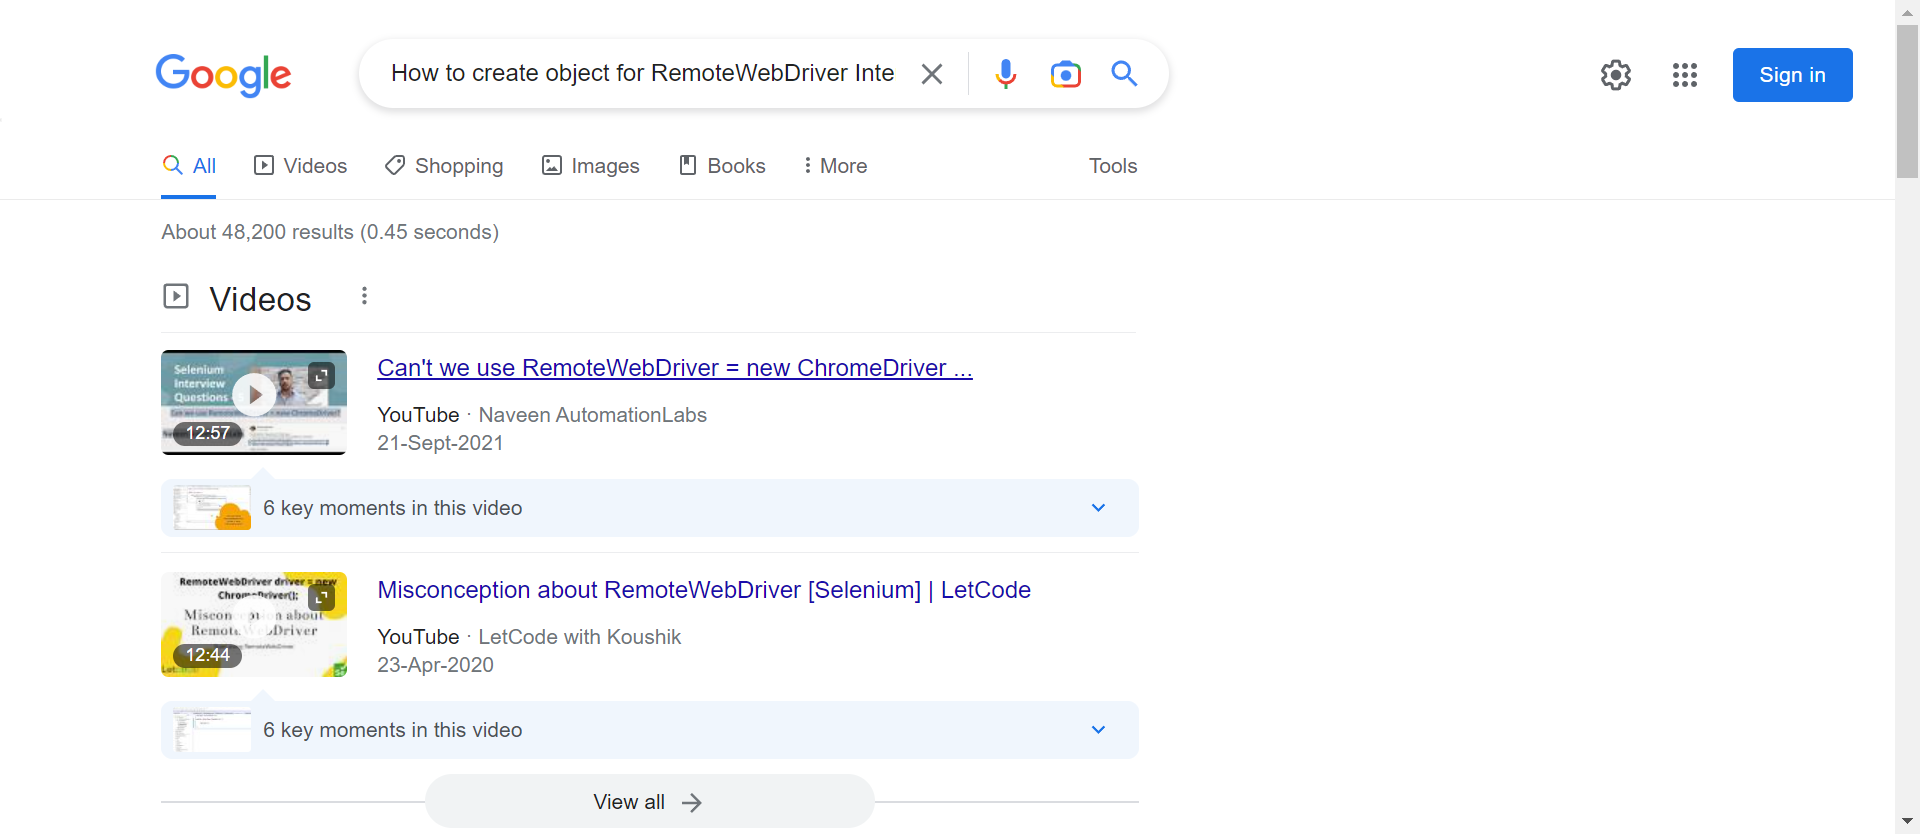 Google
How to create object for RemoteWebDriver Inte
Sign in
All Videos Shopping Images Books More Tools
About 48,200 results (0.45 seconds)
Videos
Selenium
Interview
Questions
12:57
Can't we use RemoteWebDriver = new ChromeDriver ...
YouTube · Naveen AutomationLabs
21-Sept-2021
6 key moments in this video
RemoteWebDriver driver = new
ChromeDriver();
Misconception about
RemoteWebDriver
12:44
Misconception about RemoteWebDriver [Selenium] | LetCode
YouTube · LetCode with Koushik
23-Apr-2020
6 key moments in this video
View all